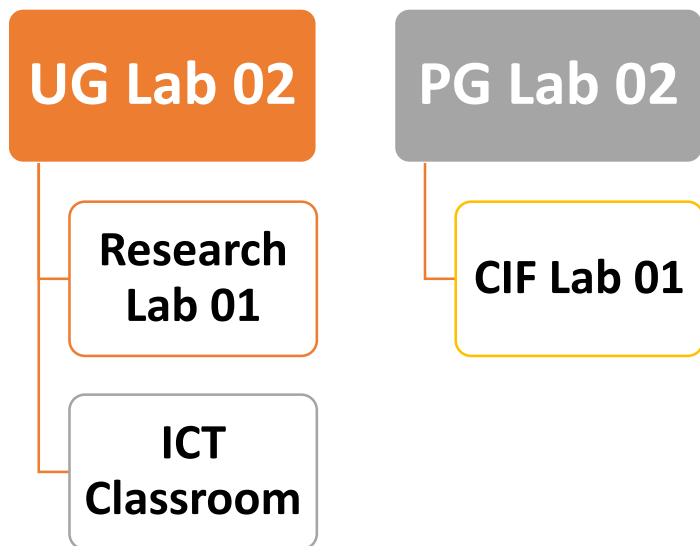 UG Lab 02
Research
Lab 01
ICT
Classroom
PG Lab 02
CIF Lab 01